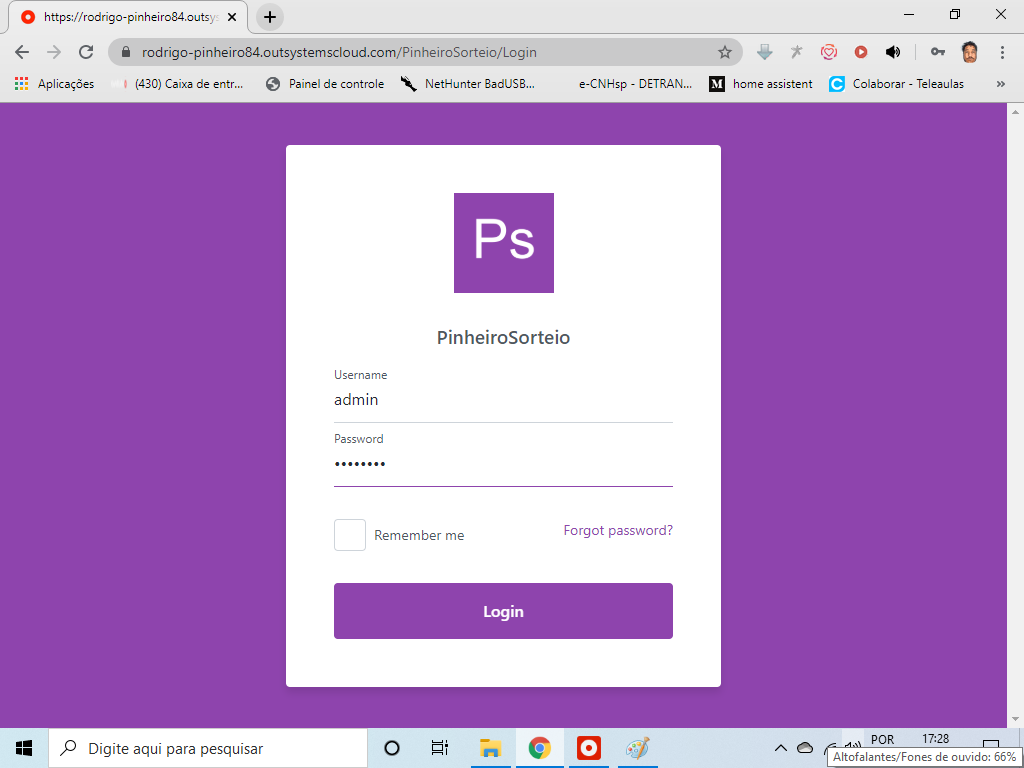 https://rodrigo-pinheiro84.outsys
rodrigo-pinheiro84.outsystemscloud.com/PinheiroSorteio/Login
Aplicações
(430) Caixa de entr...
Painel de controle
NetHunter BadUSB...
e-CNHsp - DETRAN...
M
home assistent
C
Colaborar - Teleaulas
»
Ps
PinheiroSorteio
Username
admin
Password
••••••••
Remember me
Forgot password?
Login
Digite aqui para pesquisar
POR
17:28
Altofalantes/Fones de ouvido: 66%